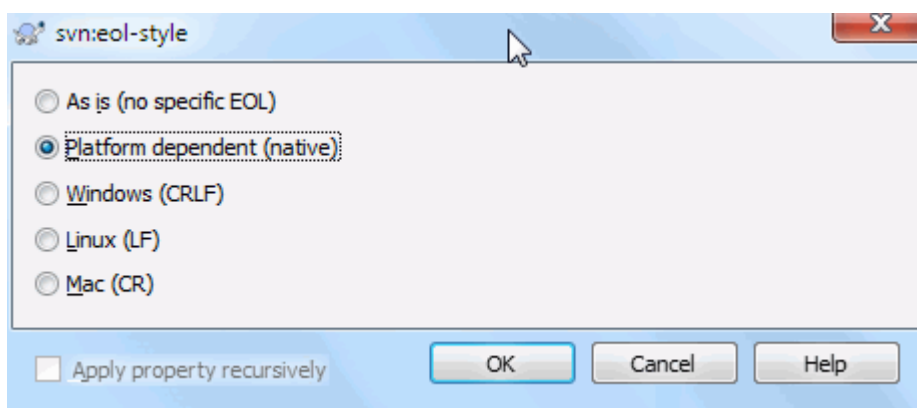 svn:eol-style
As is (no specific EOL)
Platform dependent (native)
Windows (CRLF)
Linux (LF)
Mac (CR)
Apply property recursively
OK
Cancel
Help